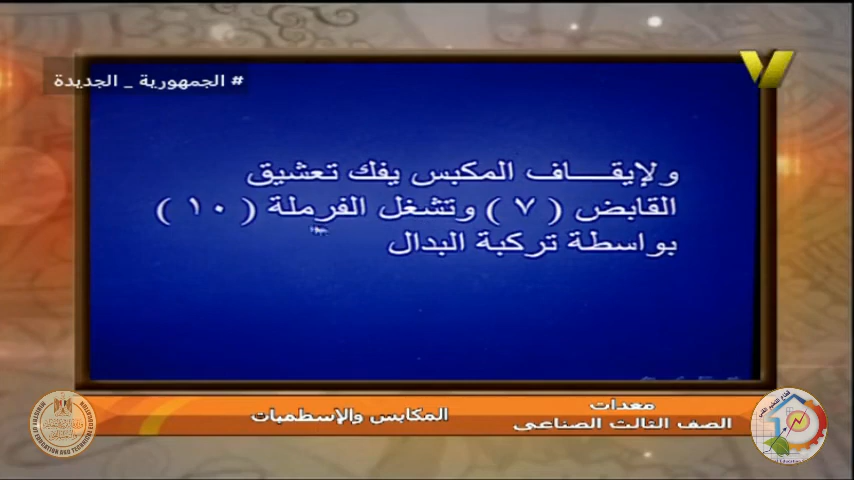 # الجمهورية _ الجديدة
ولإيقـــاف المكبس يفك تعشيق
القابض ( ٧ ) وتشغل الفرملة ( ١٠ )
بواسطة تركبة البدال
معدات
الصف الثالث الصناعى
المكابس والإسطمبات